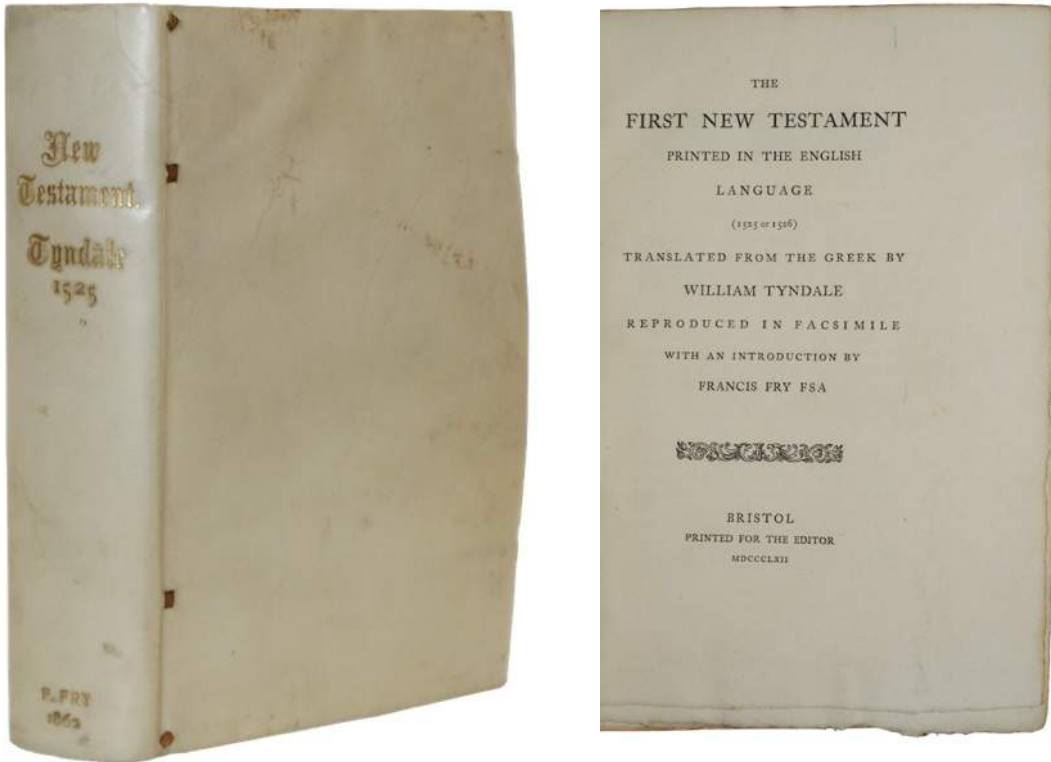 New
Testament.
Tyndale
1525
F. FRY
1862
THE
FIRST NEW TESTAMENT
PRINTED IN THE ENGLISH
LANGUAGE
(1525 or 1526)
TRANSLATED FROM THE GREEK BY
WILLIAM TYNDALE
REPRODUCED IN FACSIMILE
WITH AN INTRODUCTION BY
FRANCIS FRY FSA
BRISTOL
PRINTED FOR THE EDITOR
MDCCCLXII